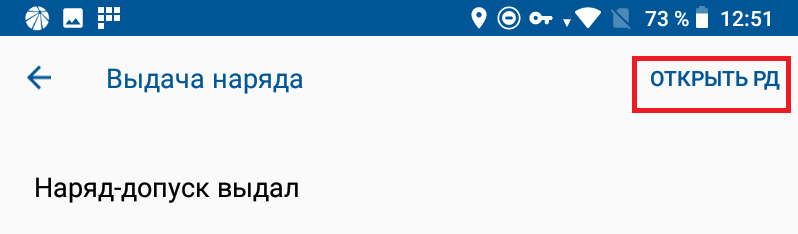 73 % 12:51
Выдача наряда ОТКРЫТЬ РД
Наряд-допуск выдал